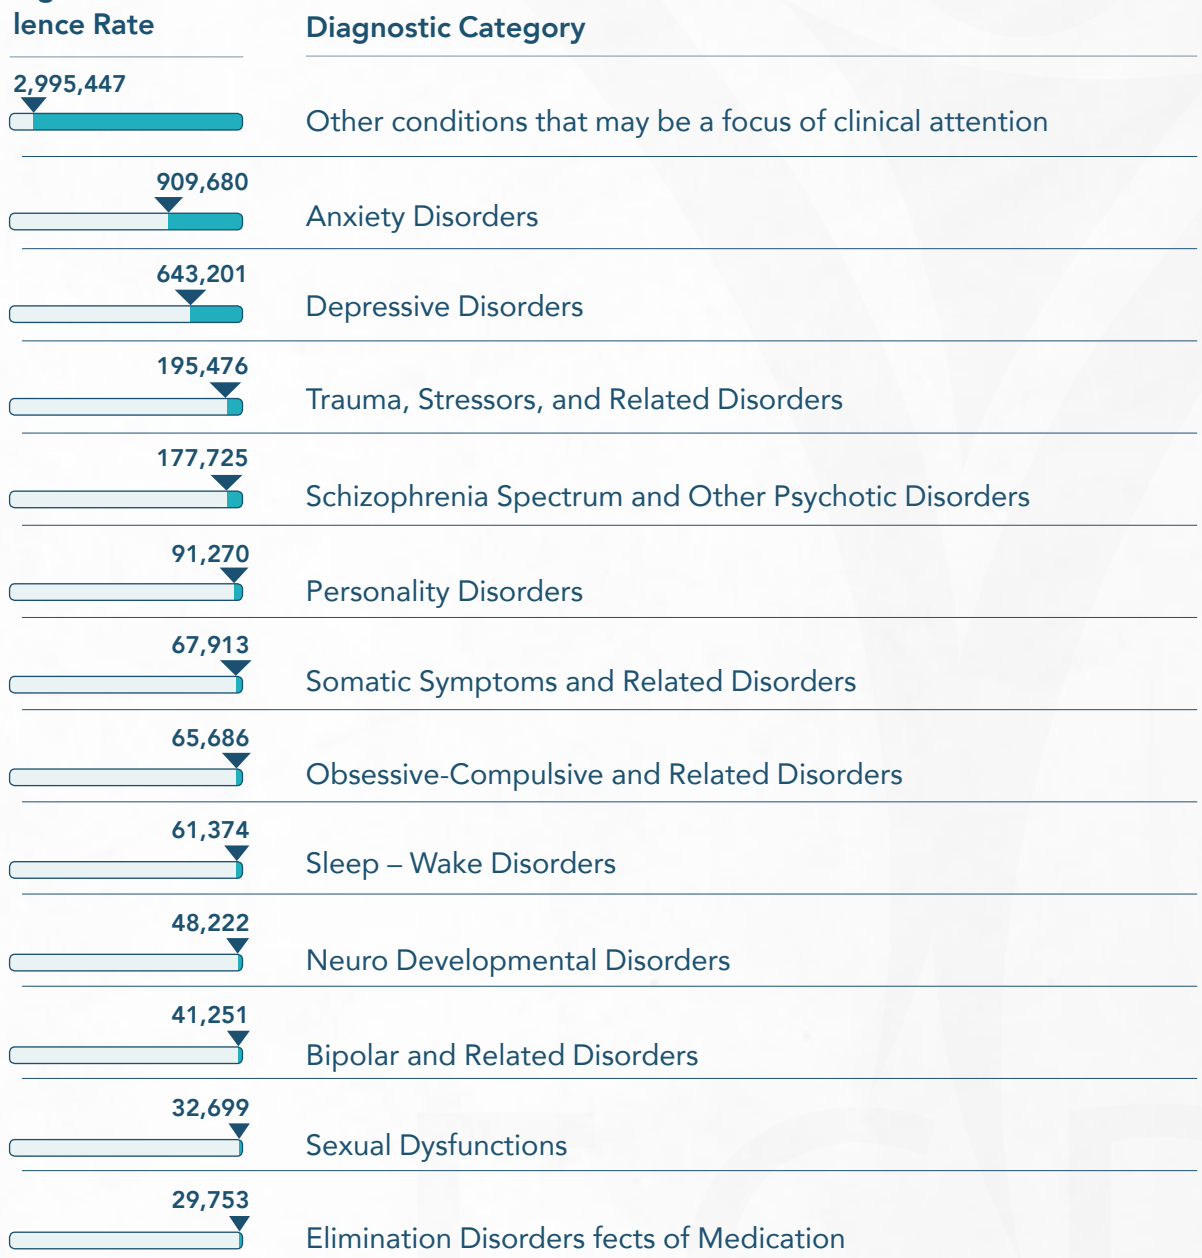 lence Rate
Diagnostic Category
2,995,447
Other conditions that may be a focus of clinical attention
909,680
Anxiety Disorders
643,201
Depressive Disorders
195,476
Trauma, Stressors, and Related Disorders
177,725
Schizophrenia Spectrum and Other Psychotic Disorders
91,270
Personality Disorders
67,913
Somatic Symptoms and Related Disorders
65,686
Obsessive-Compulsive and Related Disorders
61,374
Sleep – Wake Disorders
48,222
Neuro Developmental Disorders
41,251
Bipolar and Related Disorders
32,699
Sexual Dysfunctions
29,753
Elimination Disorders fects of Medication